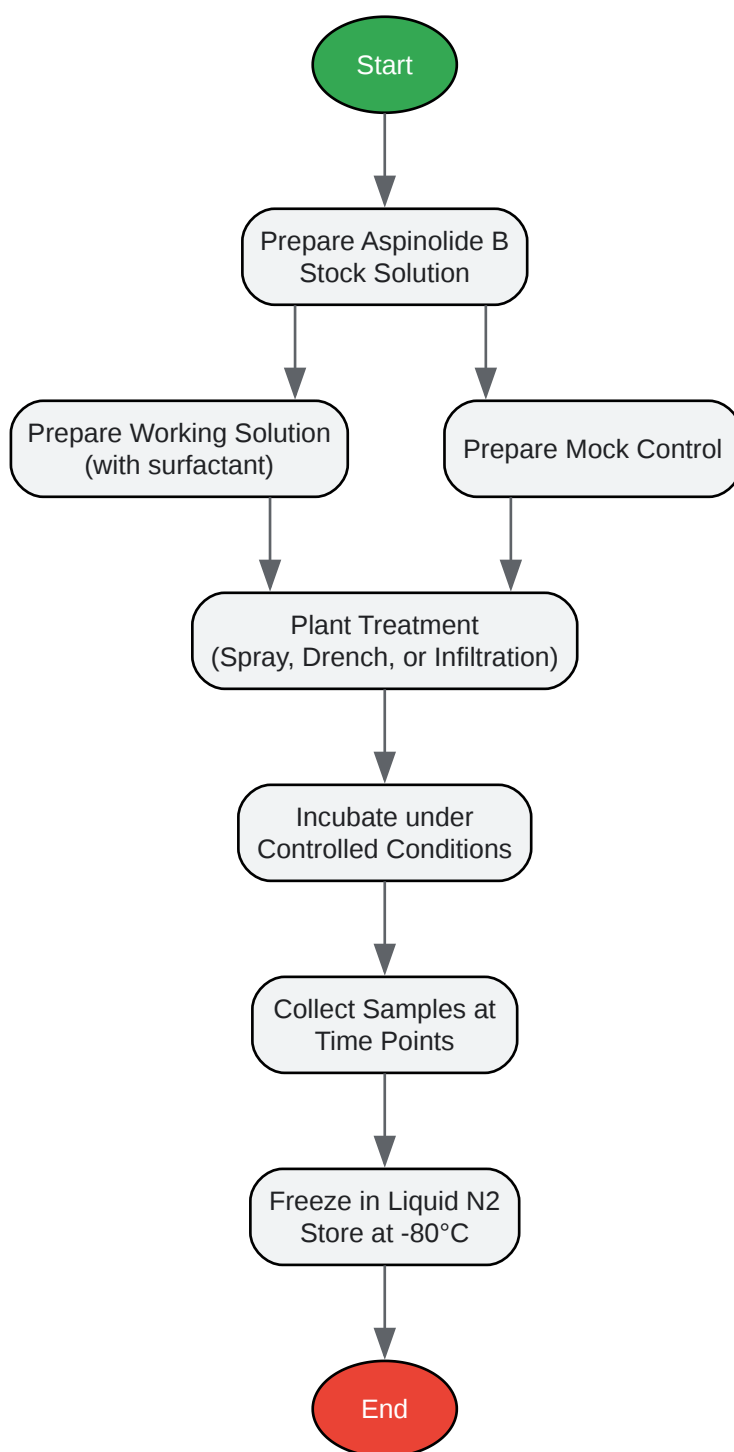 Start
Prepare Aspinolide B
Stock Solution
Prepare Working Solution
(with surfactant)
Prepare Mock Control
Plant Treatment
(Spray, Drench, or Infiltration)
Incubate under
Controlled Conditions
Collect Samples at
Time Points
Freeze in Liquid N2
Store at -80°C
End